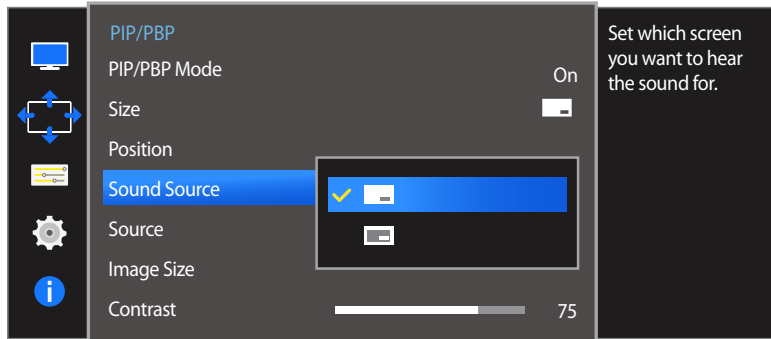 PIP/PBP
PIP/PBP Mode
On
Size
Position
Sound Source
Source
Image Size
Contrast
75
Set which screen
you want to hear
the sound for.
i